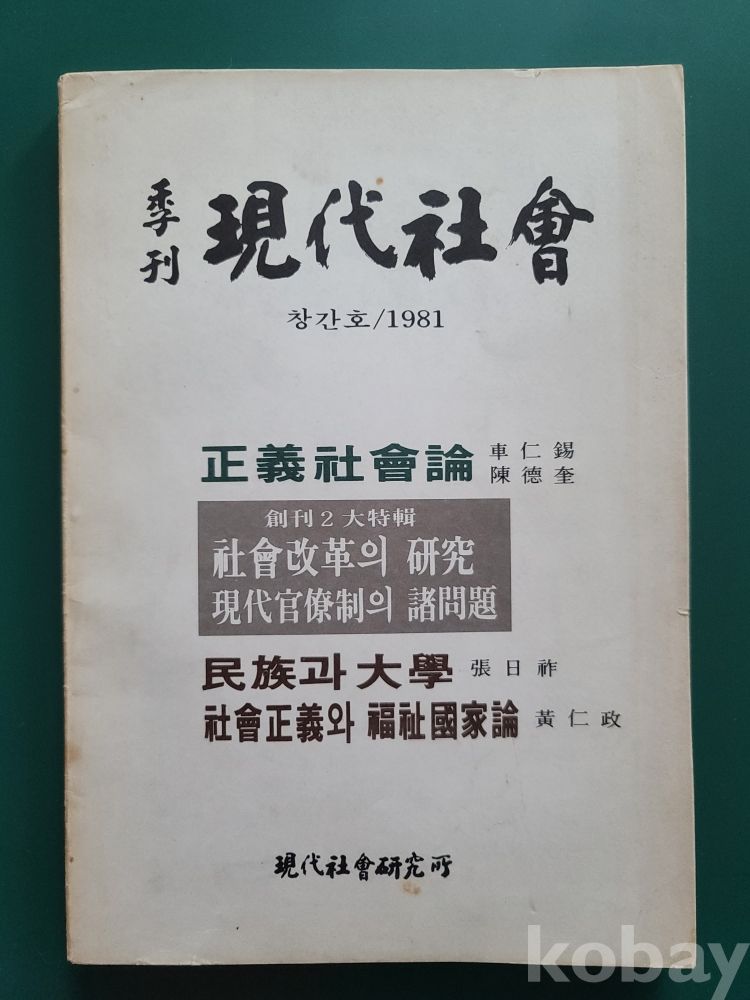 季刊 現代社會
창간호/1981
正義社會論 車仁錫
陳德奎
創刊2大特輯
社會改革의 研究
現代官僚制의 諸問題
民族과 大學 張日祚
社會正義와 福祉國家論 黃仁政
現代社會研究所
kobay